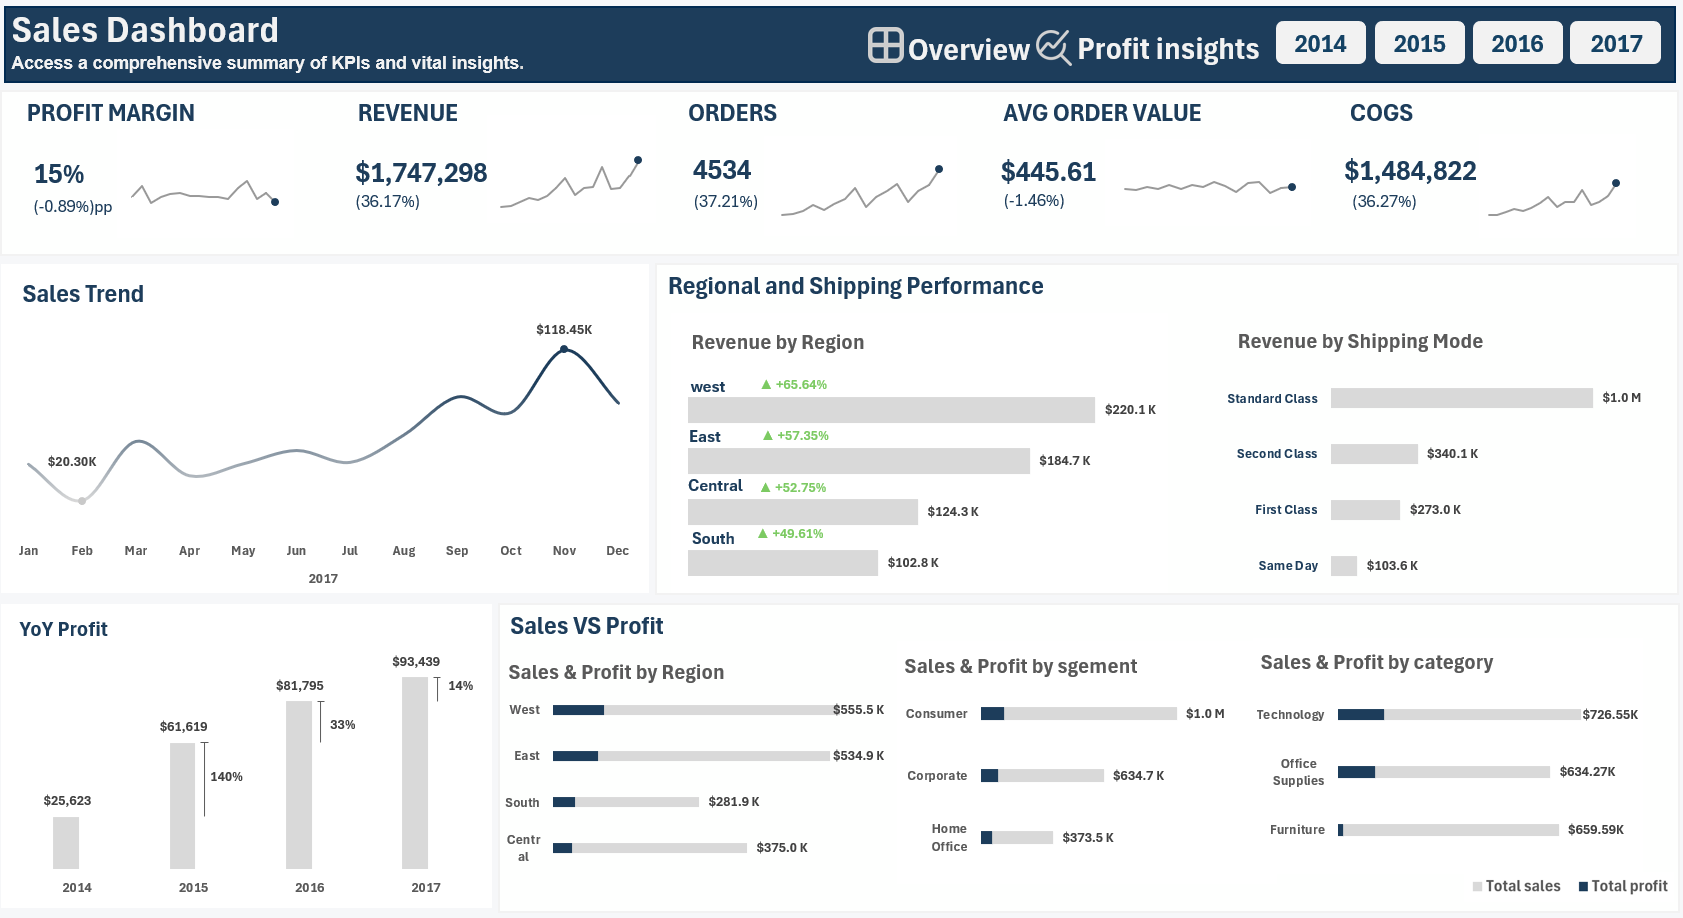 Sales Dashboard
Access a comprehensive summary of KPIs and vital insights.
Overview
Profit insights
2014
2015
2016
2017
PROFIT MARGIN
15%
(-0.89%)pp
REVENUE
$1,747,298
(36.17%)
ORDERS
4534
(37.21%)
AVG ORDER VALUE
$445.61
(-1.46%)
COGS
$1,484,822
(36.27%)
Sales Trend
$118.45K
$20.30K
Jan Feb Mar Apr May Jun Jul Aug Sep Oct Nov Dec
2017
Regional and Shipping Performance
Revenue by Region
west ▲ +65.64%
$220.1 K
East ▲ +57.35%
$184.7 K
Central ▲ +52.75%
$124.3 K
South ▲ +49.61%
$102.8 K
Revenue by Shipping Mode
Standard Class $1.0 M
Second Class $340.1 K
First Class $273.0 K
Same Day $103.6 K
YoY Profit
$93,439
14%
$81,795
33%
$61,619
140%
$25,623
2014 2015 2016 2017
Sales VS Profit
Sales & Profit by Region
West $555.5 K
East $534.9 K
South $281.9 K
Centr
al
$375.0 K
Sales & Profit by sgement
Consumer $1.0 M
Corporate $634.7 K
Home
Office
$373.5 K
Sales & Profit by category
Technology $726.55K
Office
Supplies
$634.27K
Furniture $659.59K
Total sales Total profit